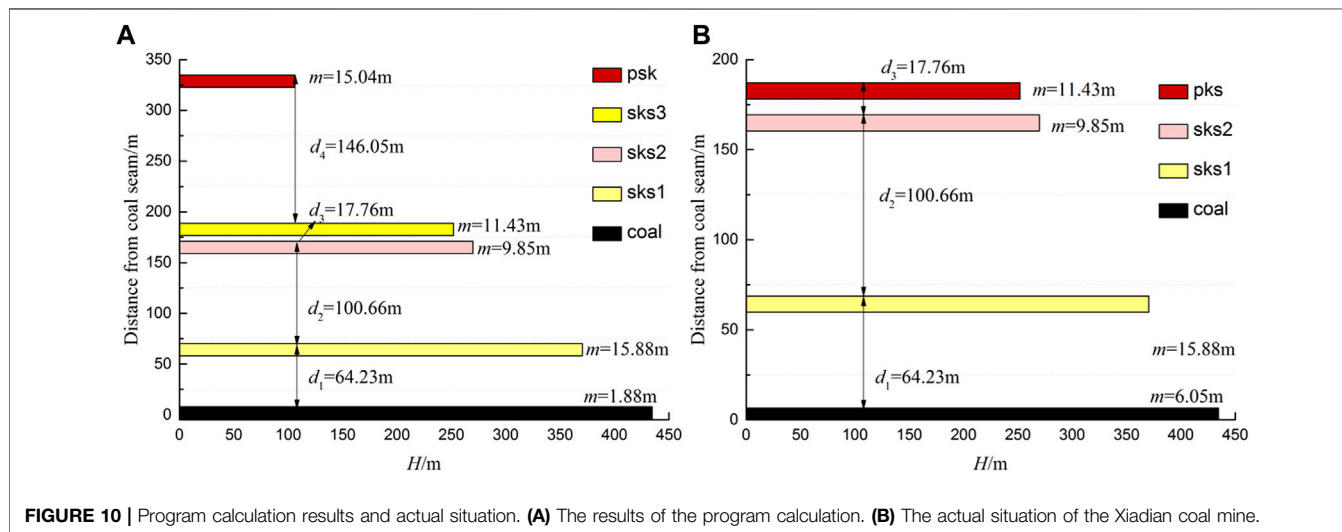 A
B
350
300
250
200
150
100
50
0
Distance from coal seam/m
m=15.04m
d₄=146.05m
d₃=17.76m
m=11.43m
m=9.85m
d₂=100.66m
m=15.88m
d₁=64.23m
m=1.88m
psk
sks3
sks2
sks1
coal
0 50 100 150 200 250 300 350 400 450
H/m
200
150
100
50
0
Distance from coal seam/m
d₃=17.76m
m=11.43m
m=9.85m
d₂=100.66m
m=15.88m
d₁=64.23m
m=6.05m
pks
sks2
sks1
coal
0 50 100 150 200 250 300 350 400 450
H/m
FIGURE 10 | Program calculation results and actual situation. (A) The results of the program calculation. (B) The actual situation of the Xiadian coal mine.